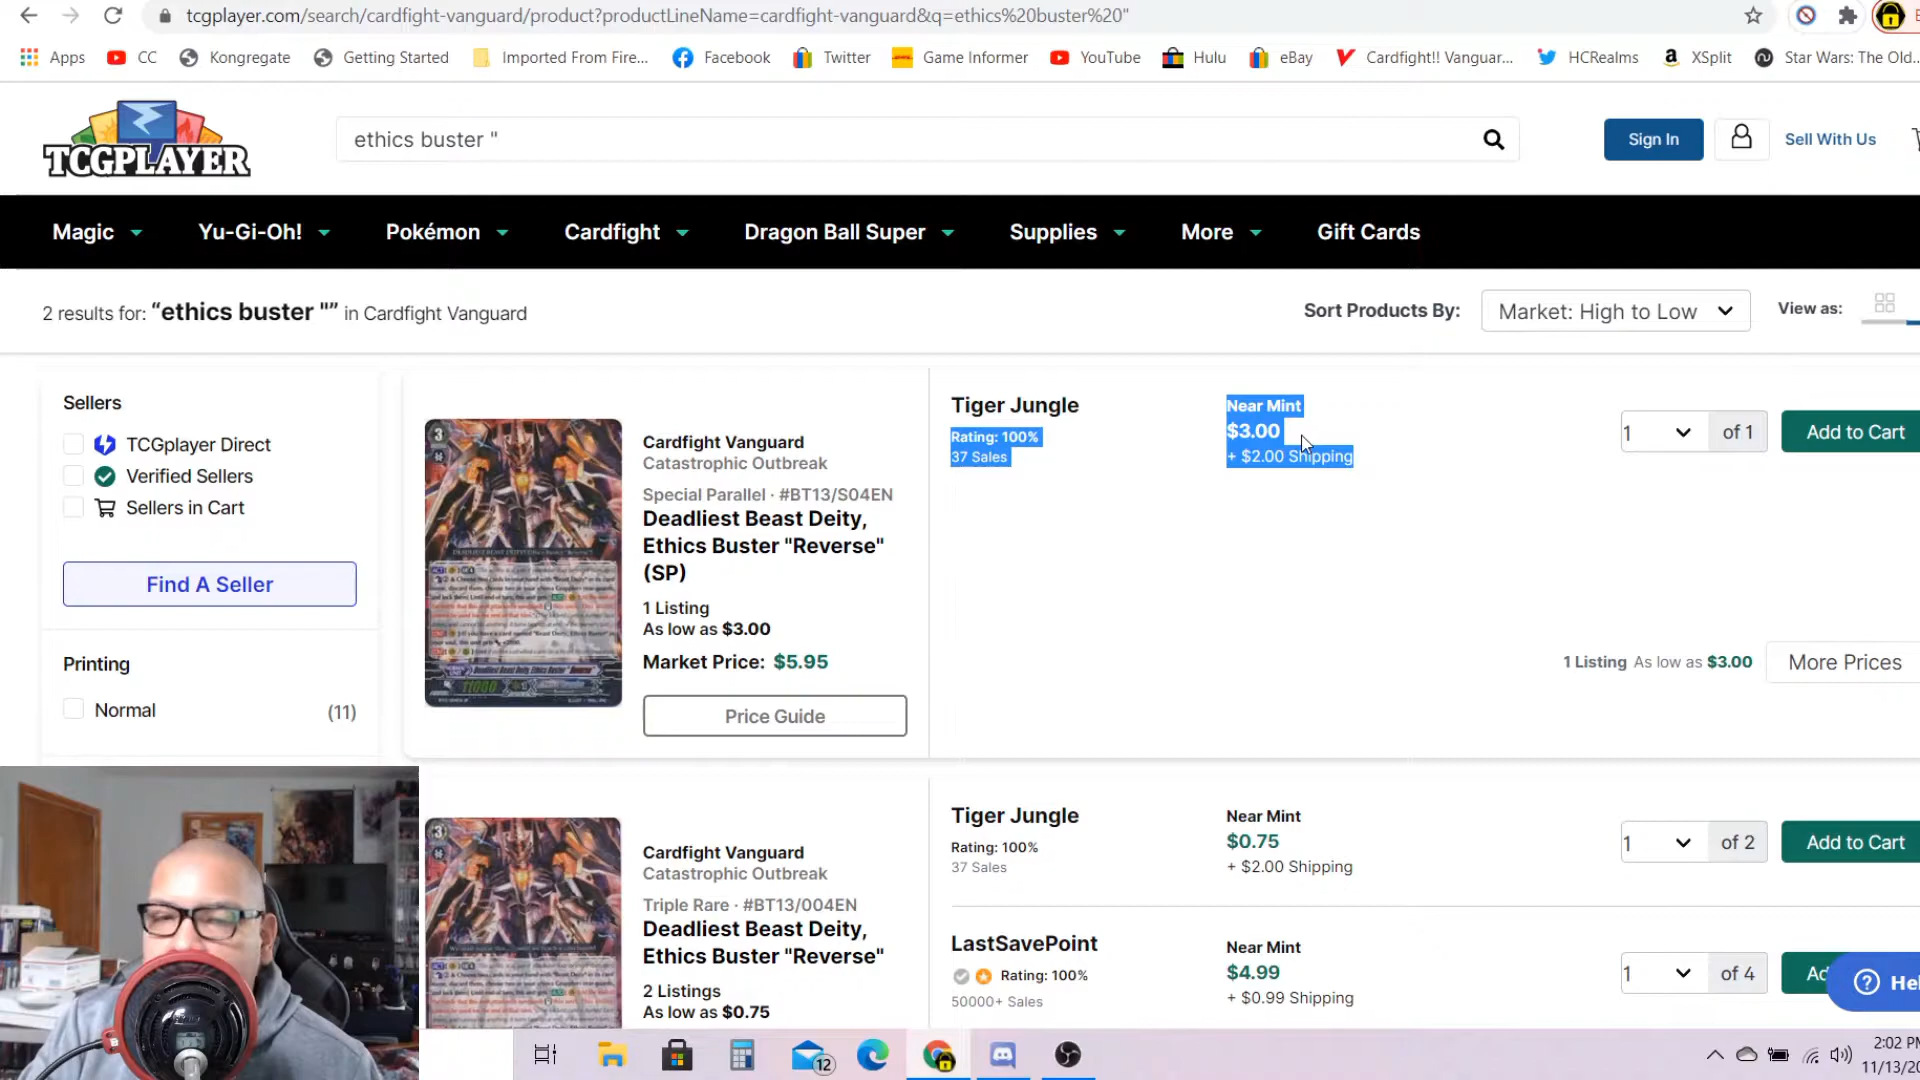 tcgplayer.com/search/cardfight-vanguard/product?productLineName=cardfight-vanguard&q=ethics%20buster%20"
Apps
CC
Kongregate
Getting Started
Imported From Fire...
Facebook
Twitter
Game Informer
YouTube
Hulu
eBay
Cardfight!! Vanguar...
HCRealms
XSplit
Star Wars: The Old...
TCGPLAYER
ethics buster "
Sign In
Sell With Us
Magic
Yu-Gi-Oh!
Pokémon
Cardfight
Dragon Ball Super
Supplies
More
Gift Cards
2 results for: “ethics buster "” in Cardfight Vanguard
Sort Products By:
Market: High to Low
View as:
Sellers
TCGplayer Direct
Verified Sellers
Sellers in Cart
Find A Seller
Printing
Normal
(11)
3
Cardfight Vanguard
Catastrophic Outbreak
Special Parallel · #BT13/S04EN
Deadliest Beast Deity,
Ethics Buster "Reverse"
(SP)
1 Listing
As low as $3.00
Market Price: $5.95
Price Guide
Tiger Jungle
Rating: 100%
37 Sales
Near Mint
$3.00
+ $2.00 Shipping
1
of 1
Add to Cart
1 Listing As low as $3.00
More Prices
3
Cardfight Vanguard
Catastrophic Outbreak
Triple Rare · #BT13/004EN
Deadliest Beast Deity,
Ethics Buster "Reverse"
2 Listings
As low as $0.75
Tiger Jungle
Rating: 100%
37 Sales
Near Mint
$0.75
+ $2.00 Shipping
1
of 2
Add to Cart
LastSavePoint
Rating: 100%
50000+ Sales
Near Mint
$4.99
+ $0.99 Shipping
1
of 4
Ad
Hel
12
2:02 PM
11/13/20